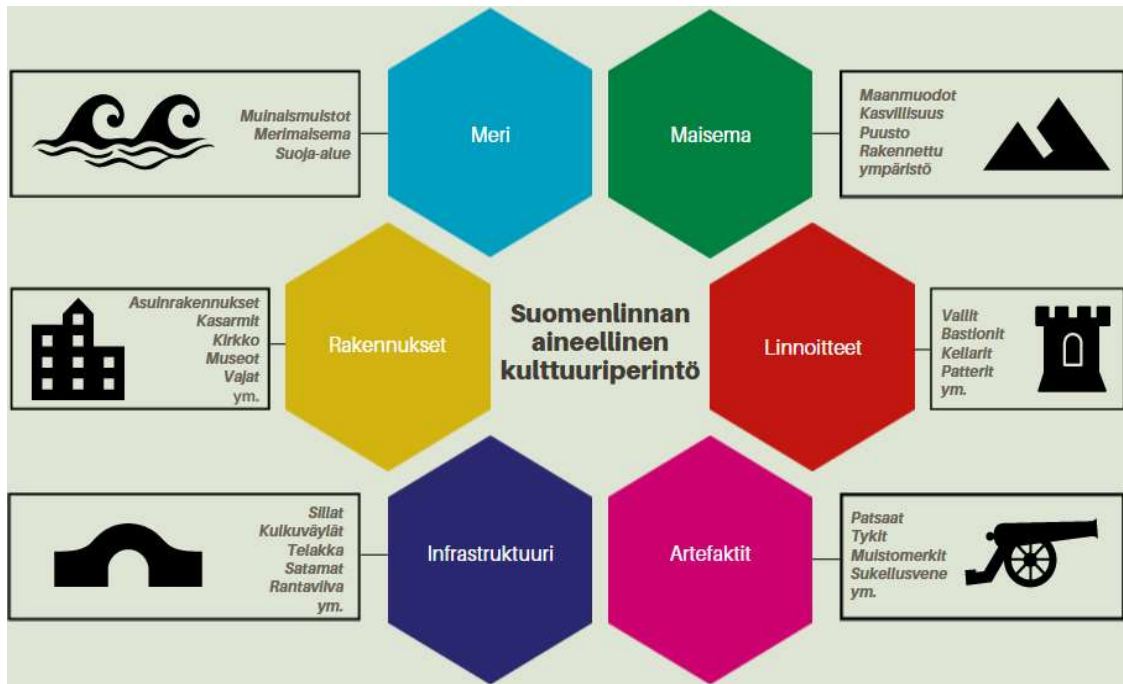 Muinaismuistot
Merimaisema
Suoja-alue
Meri
Maisema
Maanmuodot
Kasvillisuus
Puusto
Rakennettu
ympäristö
Asuinrakennukset
Kasarmit
Kirkko
Museot
Vajat
ym.
Rakennukset
Suomenlinnan
aineellinen
kulttuuriperintö
Linnoitteet
Vallit
Bastionit
Kellarit
Patterit
ym.
Sillat
Kulkuväylät
Telakka
Satamat
Rantaviiva
ym.
Infrastruktuuri
Artefaktit
Patsaat
Tykit
Muistomerkit
Sukellusvene
ym.